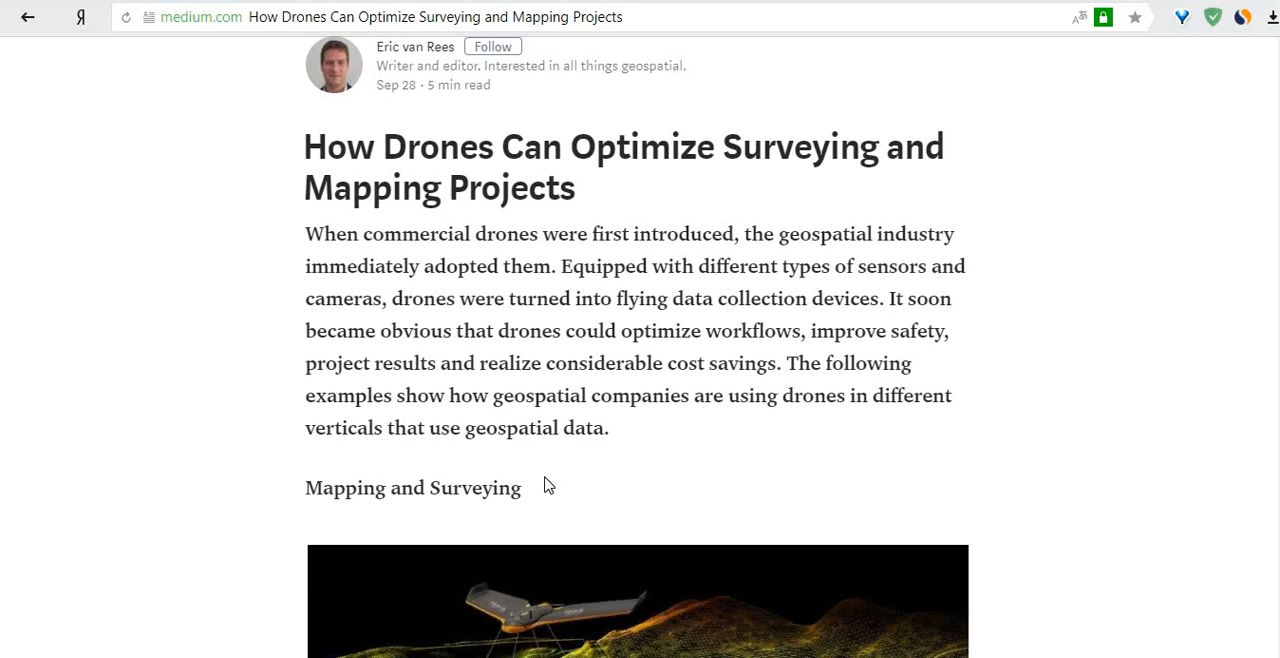 Я medium.com How Drones Can Optimize Surveying and Mapping Projects
Eric van Rees Follow
Writer and editor. Interested in all things geospatial.
Sep 28 · 5 min read
How Drones Can Optimize Surveying and
Mapping Projects
When commercial drones were first introduced, the geospatial industry
immediately adopted them. Equipped with different types of sensors and
cameras, drones were turned into flying data collection devices. It soon
became obvious that drones could optimize workflows, improve safety,
project results and realize considerable cost savings. The following
examples show how geospatial companies are using drones in different
verticals that use geospatial data.
Mapping and Surveying